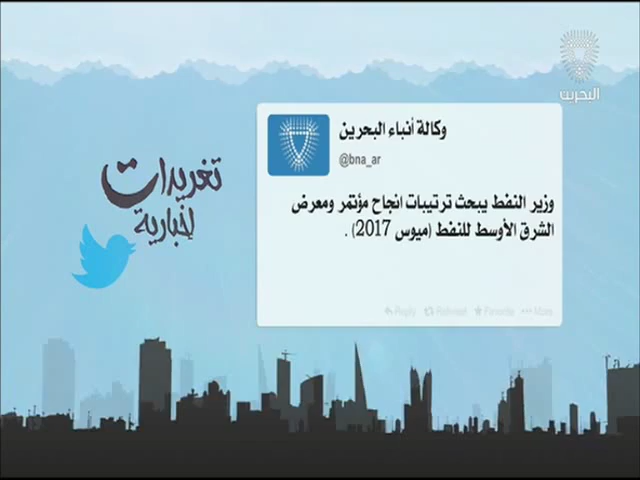 البحرين
وكالة أنباء البحرين
@bna_ar
تغريدات
إخبارية
وزير النفط يبحث ترتيبات انجاح مؤتمر ومعرض
الشرق الأوسط للنفط (ميوس 2017) .
Reply Retweet Favorite More